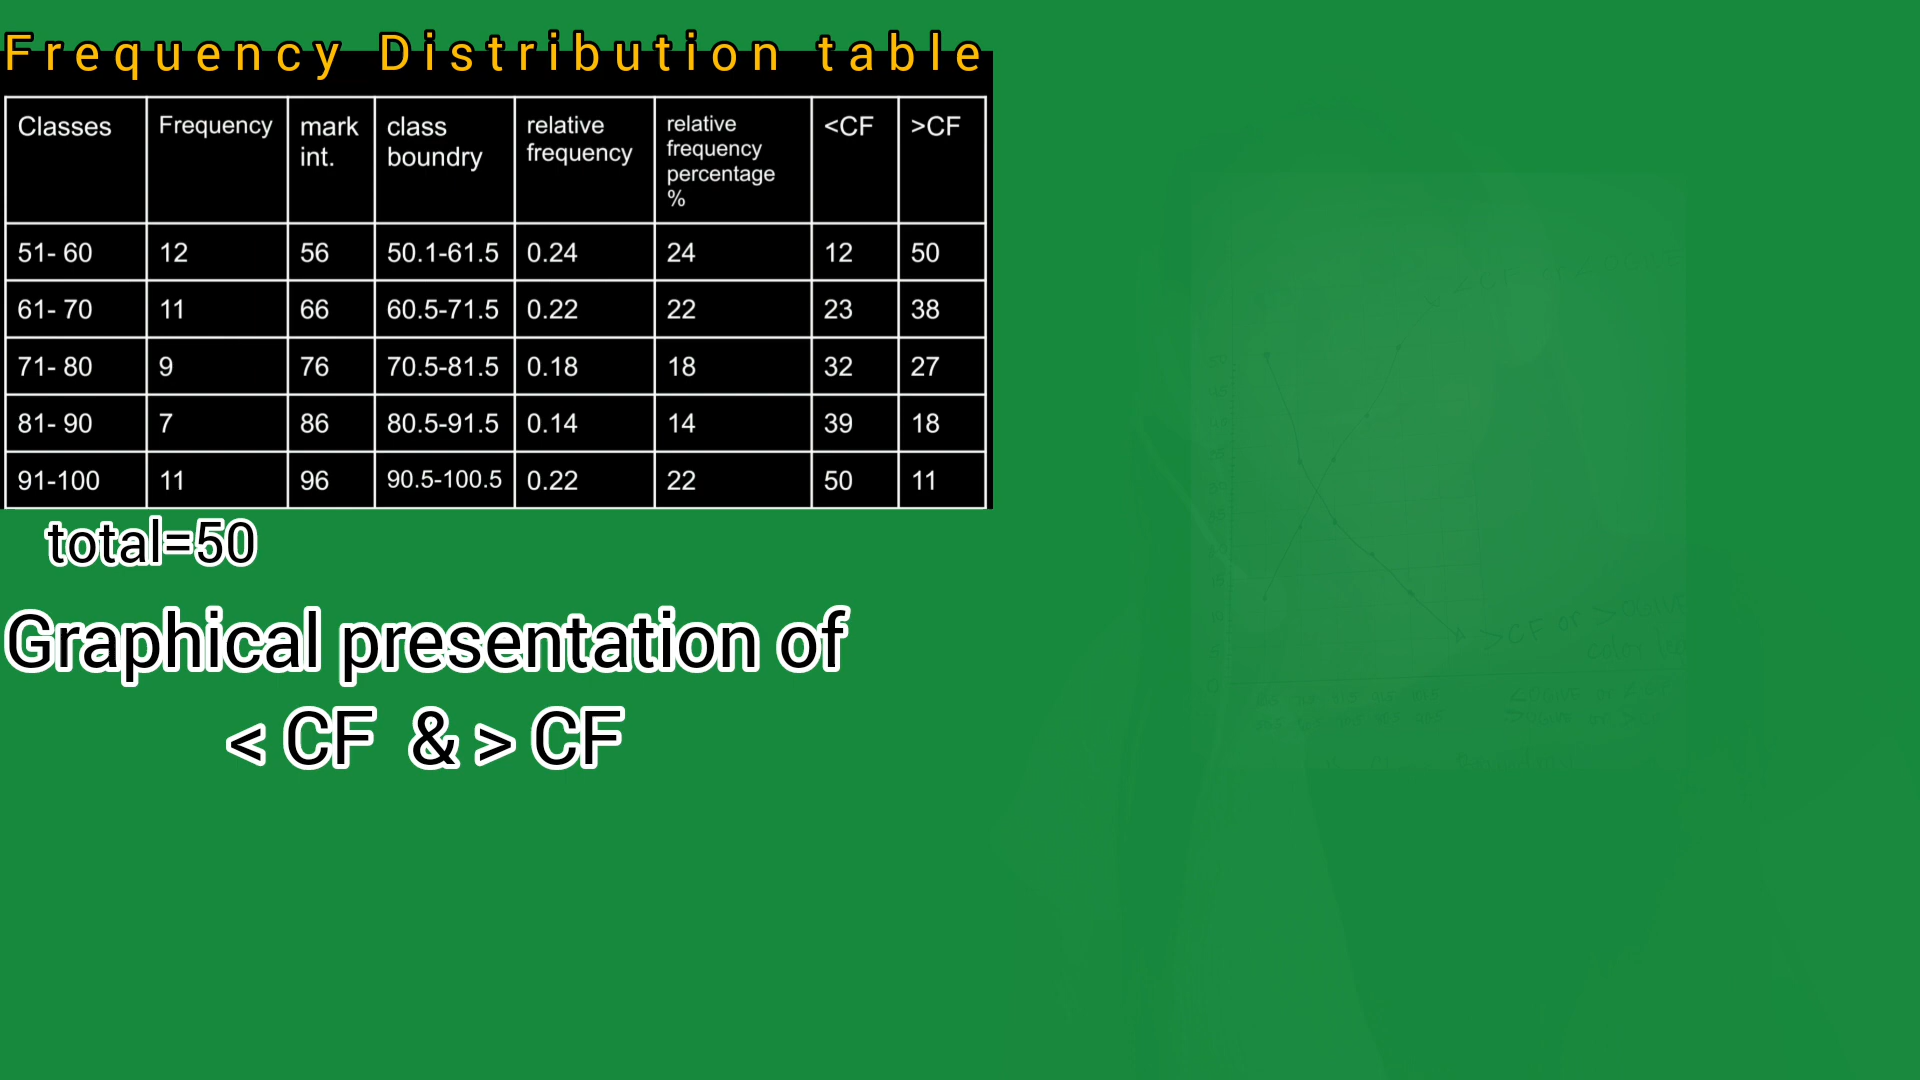 Frequency Distribution table
Classes Frequency mark int. class boundry relative frequency relative frequency percentage % <CF >CF
51- 60 12 56 50.1-61.5 0.24 24 12 50
61- 70 11 66 60.5-71.5 0.22 22 23 38
71- 80 9 76 70.5-81.5 0.18 18 32 27
81- 90 7 86 80.5-91.5 0.14 14 39 18
91-100 11 96 90.5-100.5 0.22 22 50 11
total=50
Graphical presentation of
< CF & > CF
>CF or >OGIVE